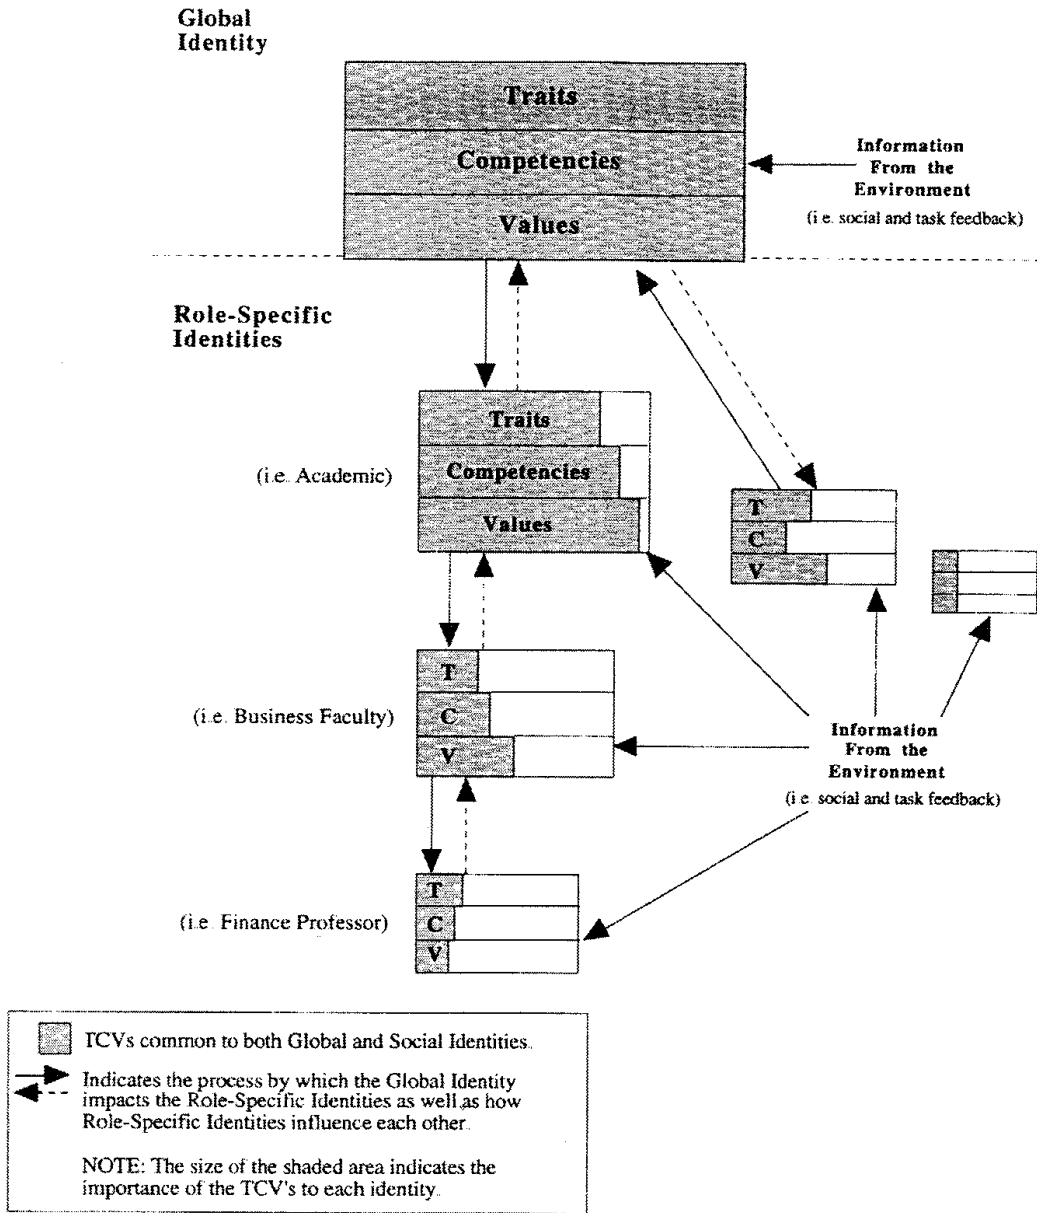 Global
Identity
Traits
Competencies
Values
Information
From the
Environment
(i.e. social and task feedback)
Role-Specific
Identities
(i.e. Academic)
Traits
Competencies
Values
T
C
V
(i.e. Business Faculty)
T
C
V
Information
From the
Environment
(i.e. social and task feedback)
(i.e. Finance Professor)
T
C
V
TCVs common to both Global and Social Identities.
Indicates the process by which the Global Identity
impacts the Role-Specific Identities as well as how
Role-Specific Identities influence each other.
NOTE: The size of the shaded area indicates the
importance of the TCV's to each identity.